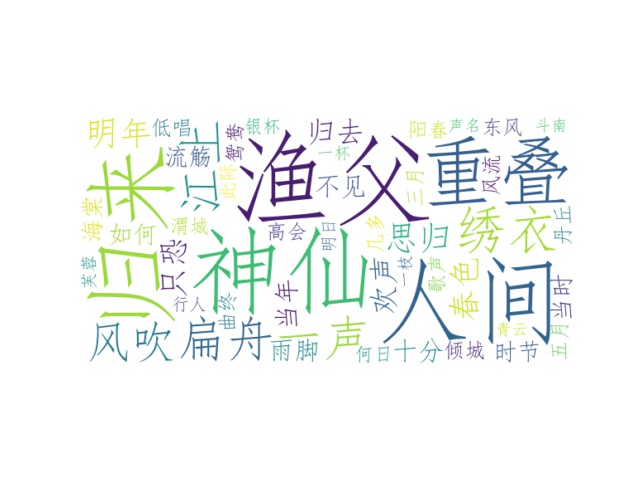 明年
低唱
银杯
归去
阳春
声名
东风
斗南
流觞
鸳鸯
一杯
江上
归来
渔父
重叠
不见
三月
风流
此际
海棠
如何
渭城
高会
明日
几多
思归
绣衣
丹丘
只恐
神仙
人间
芙蓉
行人
曲终
当年
欢声
一枝
歌声
春色
当时
风吹
扁舟
一声
雨脚
何日
十分
倾城
青云
时节
五月